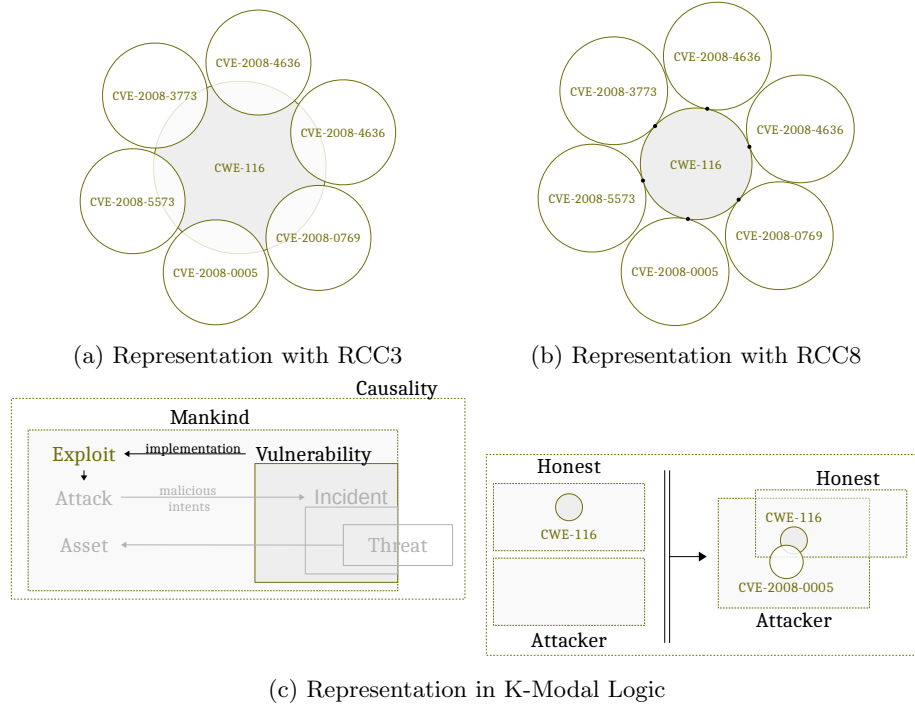 CVE-2008-4636
CVE-2008-3773
CVE-2008-4636
CWE-116
CVE-2008-5573
CVE-2008-0769
CVE-2008-0005
(a) Representation with RCC3
CVE-2008-4636
CVE-2008-3773
CVE-2008-4636
CWE-116
CVE-2008-5573
CVE-2008-0769
CVE-2008-0005
(b) Representation with RCC8
Causality
Mankind
Exploit
implementation
Vulnerability
Attack
malicious
intents
Incident
Asset
Threat
Honest
CWE-116
Attacker
Honest
CWE-116
CVE-2008-0005
Attacker
(c) Representation in K-Modal Logic